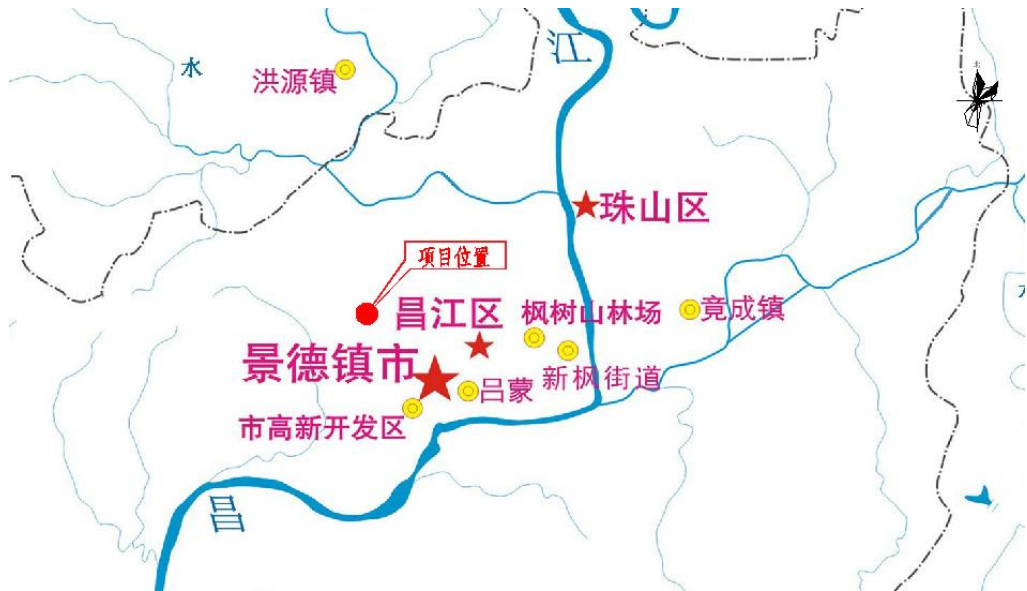 江
水
洪源镇
北
珠山区
项目位置
昌江区
枫树山林场
竟成镇
景德镇市
新枫街道
吕蒙
市高新开发区
昌